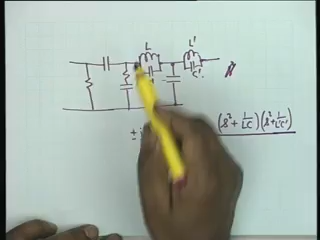 L L'
C'
± (s² + 1/LC)(s² + 1/L'C')